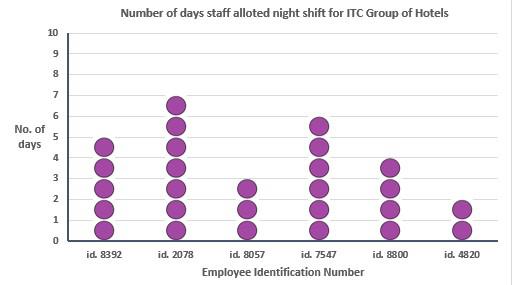 Number of days staff alloted night shift for ITC Group of Hotels
10
9
8
7
6
5
4
3
2
1
0
No. of
days
id. 8392 id. 2078 id. 8057 id. 7547 id. 8800 id. 4820
Employee Identification Number